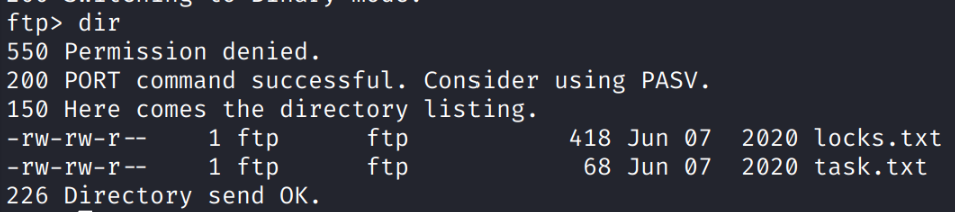 ftp> dir
550 Permission denied.
200 PORT command successful. Consider using PASV.
150 Here comes the directory listing.
-rw-rw-r-- 1 ftp ftp 418 Jun 07 2020 locks.txt
-rw-rw-r-- 1 ftp ftp 68 Jun 07 2020 task.txt
226 Directory send OK.